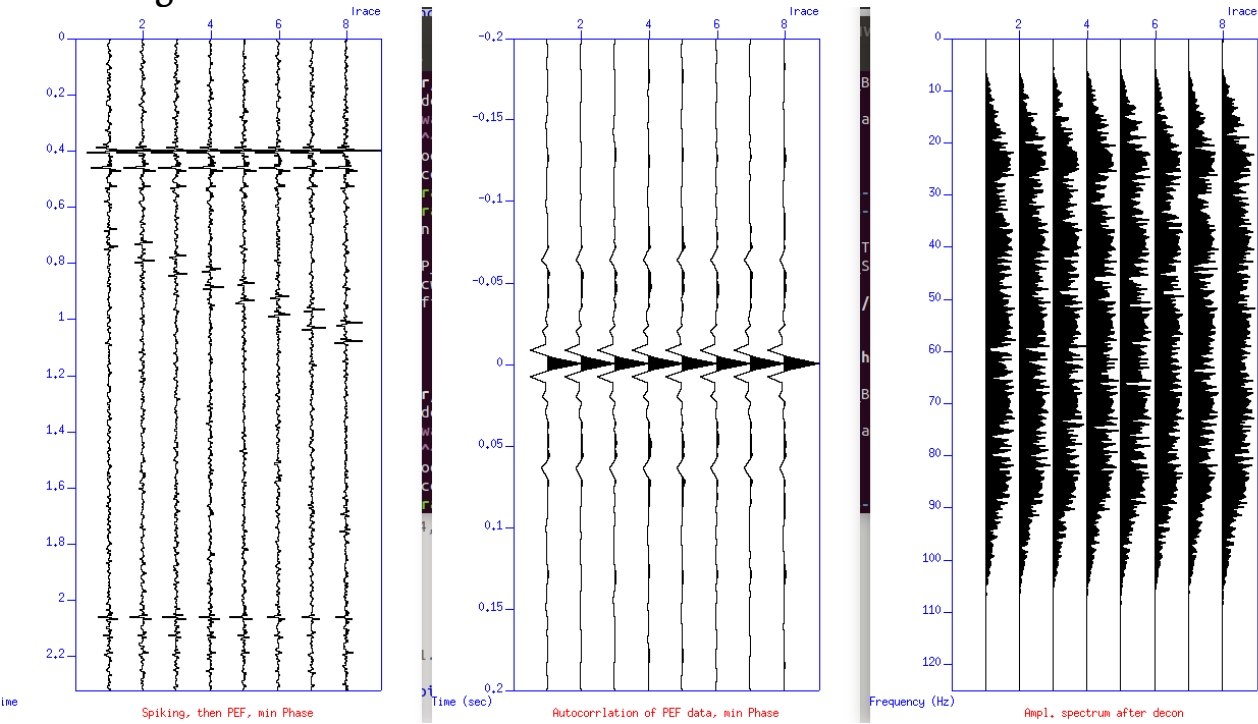 Trace
2 4 6 8
0
0.2
0.4
0.6
0.8
1
1.2
1.4
1.6
1.8
2
2.2
ime
Spiking, then PEF, min Phase
Trace
2 4 6 8
-0.2
-0.15
-0.1
-0.05
0
0.05
0.1
0.15
0.2
Time (sec)
Autocorrlation of PEF data, min Phase
Trace
2 4 6 8
0
10
20
30
40
50
60
70
80
90
100
110
120
Frequency (Hz)
Ampl. spectrum after decon